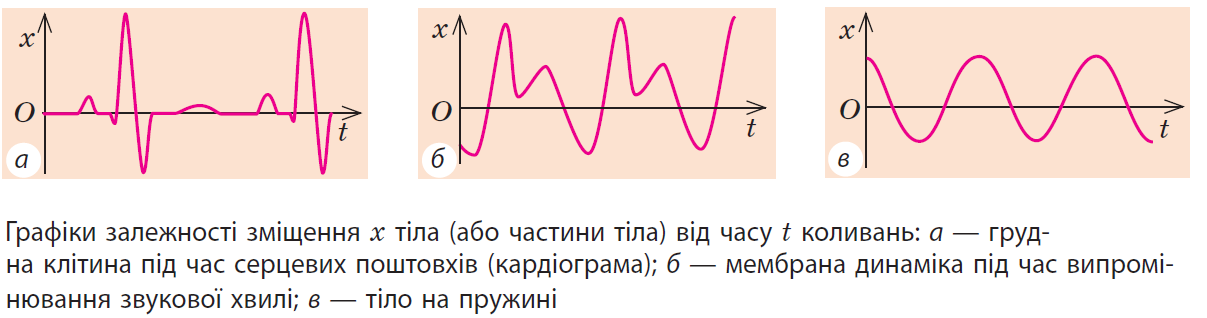 x
O
t
а
x
O
t
б
x
O
t
в
Графіки залежності зміщення x тіла (або частини тіла) від часу t коливань: а — груд-
на клітина під час серцевих поштовхів (кардіограма); б — мембрана динаміка під час випромі-
нювання звукової хвилі; в — тіло на пружині